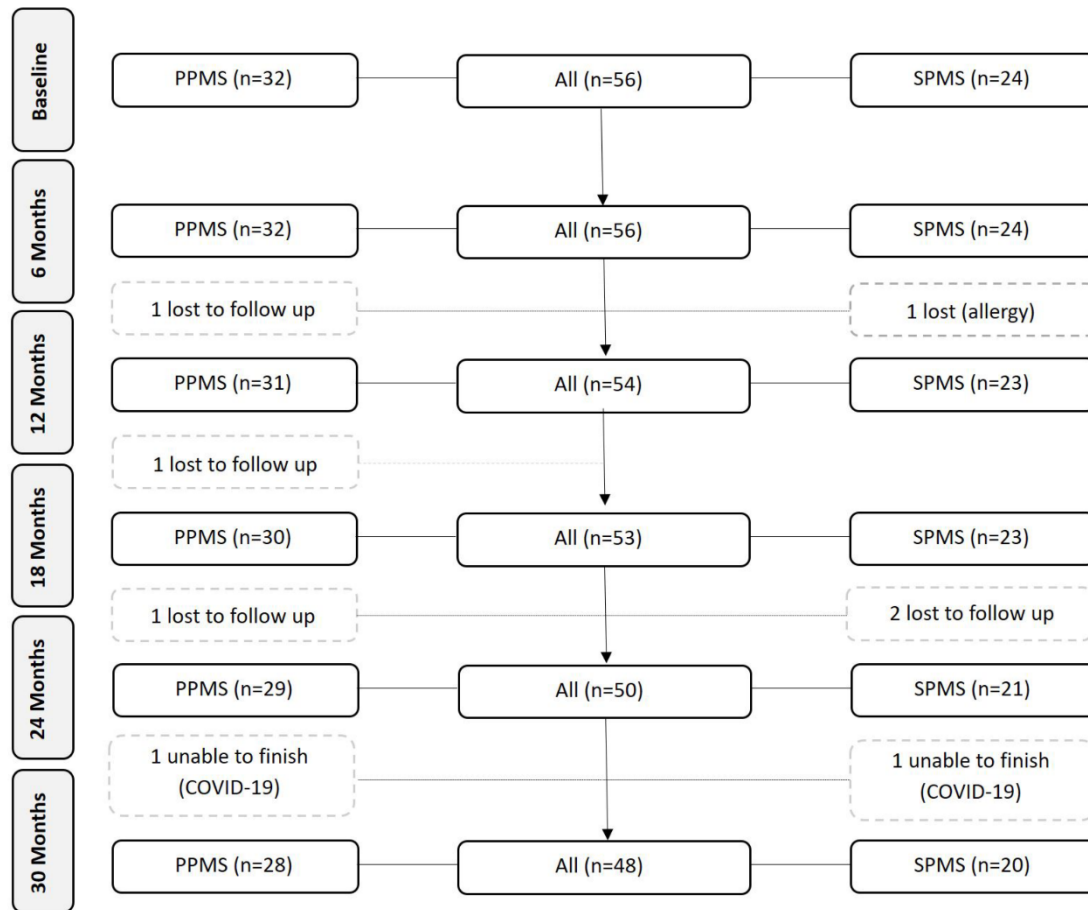 Baseline
PPMS (n=32)
All (n=56)
SPMS (n=24)
6 Months
PPMS (n=32)
All (n=56)
SPMS (n=24)
1 lost to follow up
1 lost (allergy)
12 Months
PPMS (n=31)
All (n=54)
SPMS (n=23)
1 lost to follow up
18 Months
PPMS (n=30)
All (n=53)
SPMS (n=23)
1 lost to follow up
2 lost to follow up
24 Months
PPMS (n=29)
All (n=50)
SPMS (n=21)
1 unable to finish
(COVID-19)
1 unable to finish
(COVID-19)
30 Months
PPMS (n=28)
All (n=48)
SPMS (n=20)